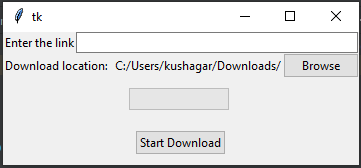 tk
Enter the link
Download location: C:/Users/kushagar/Downloads/ Browse
Start Download